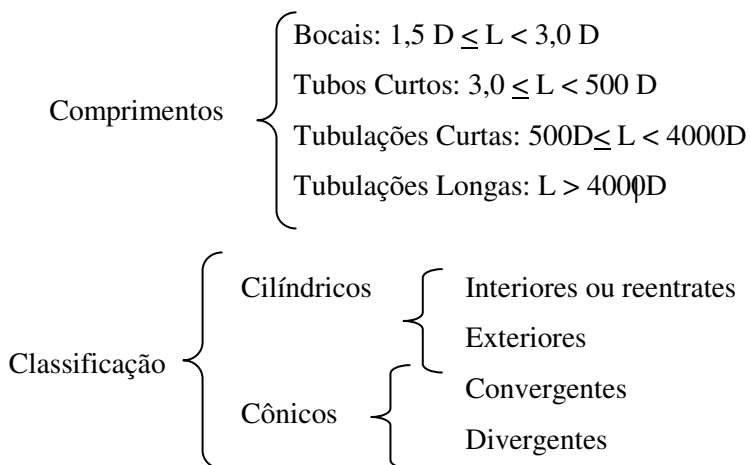 Bocais: 1,5 D ≤ L < 3,0 D
Tubos Curtos: 3,0 ≤ L < 500 D
Comprimentos
Tubulações Curtas: 500D≤ L < 4000D
Tubulações Longas: L > 4000D
Cilíndricos
Interiores ou reentrates
Exteriores
Classificação
Convergentes
Cônicos
Divergentes